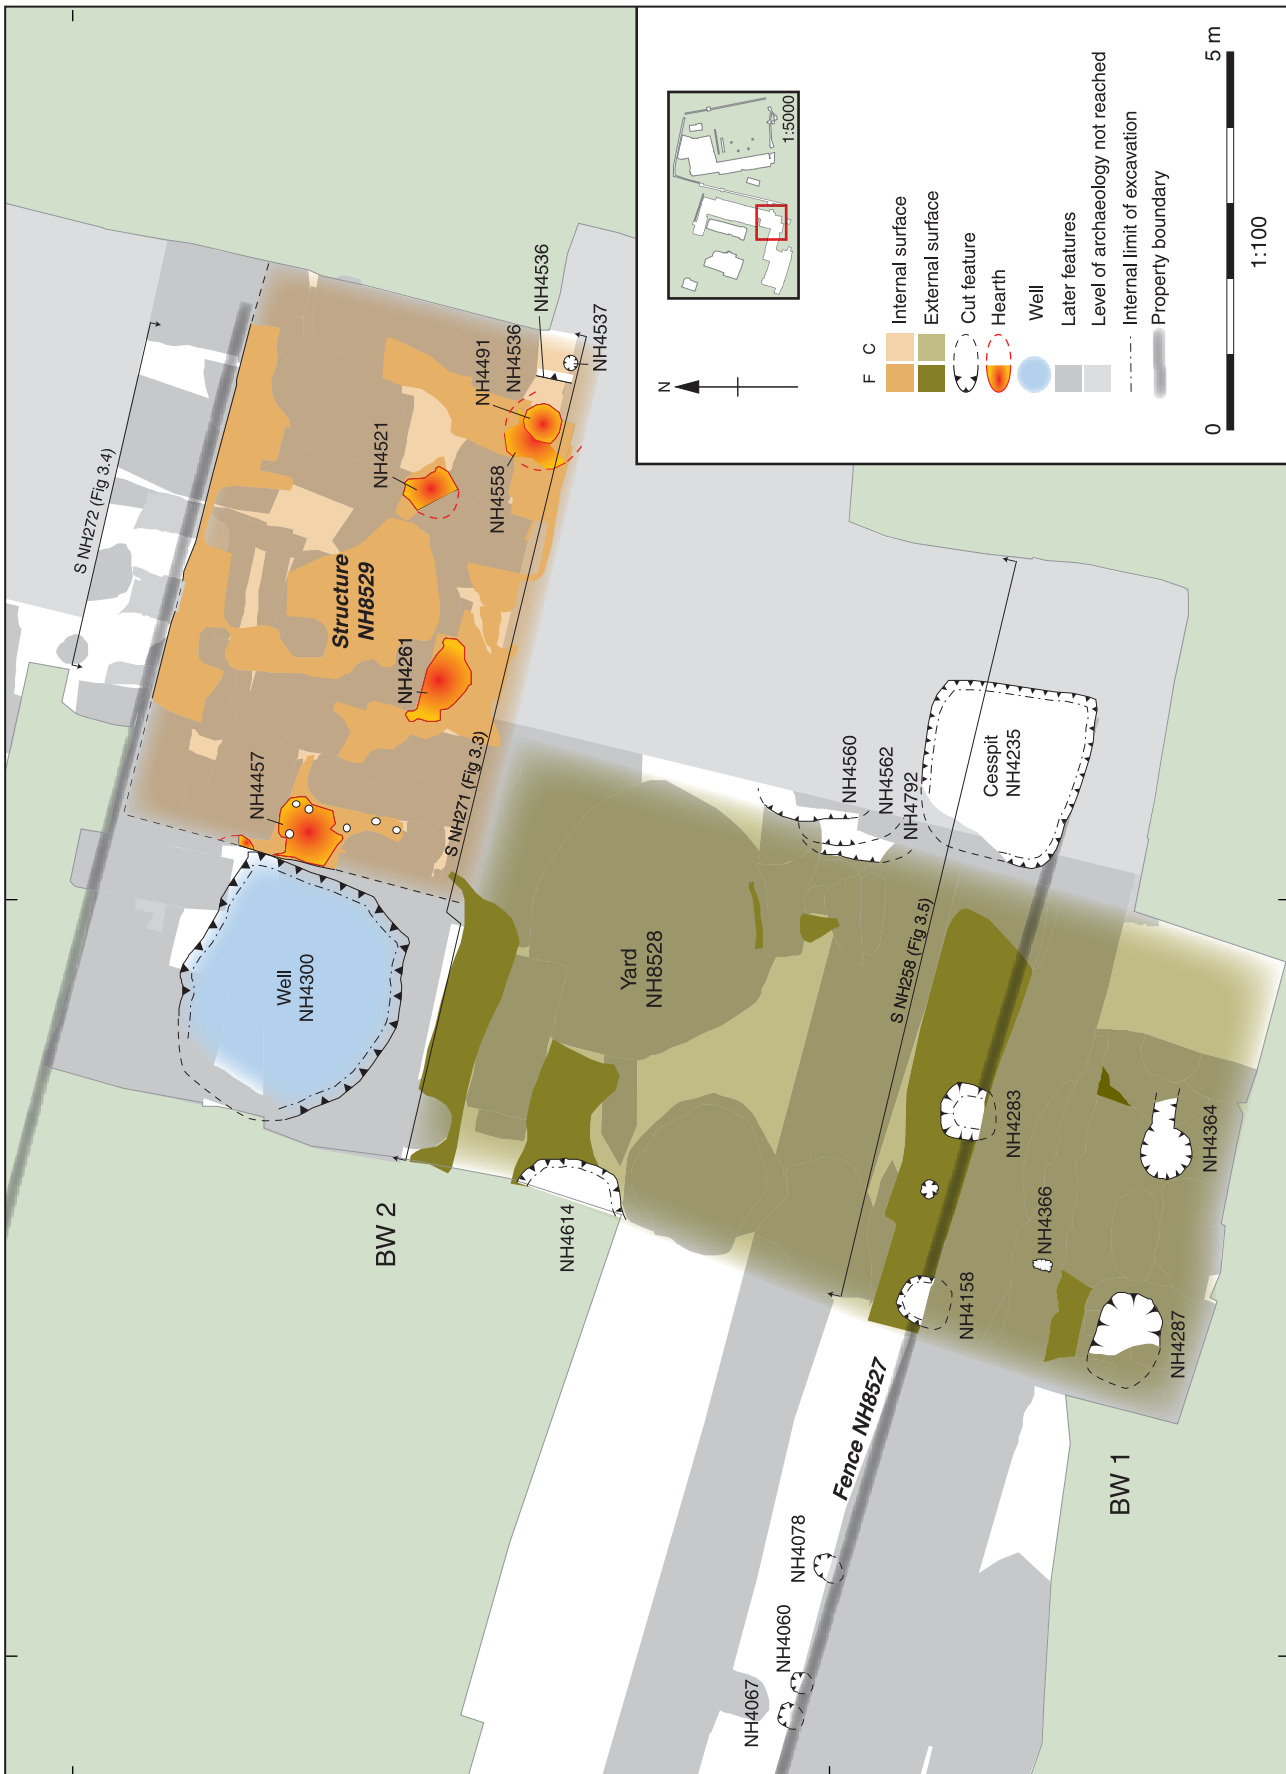 S NH272 (Fig 3.4)
NH4536
NH4537
NH4491
NH4536
NH4521
NH4558
Structure
NH8529
NH4261
NH4457
S NH271 (Fig 3.3)
Well
NH4300
BW 2
NH4614
Yard
NH8528
NH4560
NH4562
NH4792
Cesspit
NH4235
S NH258 (Fig 3.5)
NH4283
NH4364
NH4366
NH4158
NH4287
Fence NH8527
BW 1
NH4078
NH4060
NH4067
N
1:5000
F C
Internal surface
External surface
Cut feature
Hearth
Well
Later features
Level of archaeology not reached
Internal limit of excavation
Property boundary
0 5 m
1:100